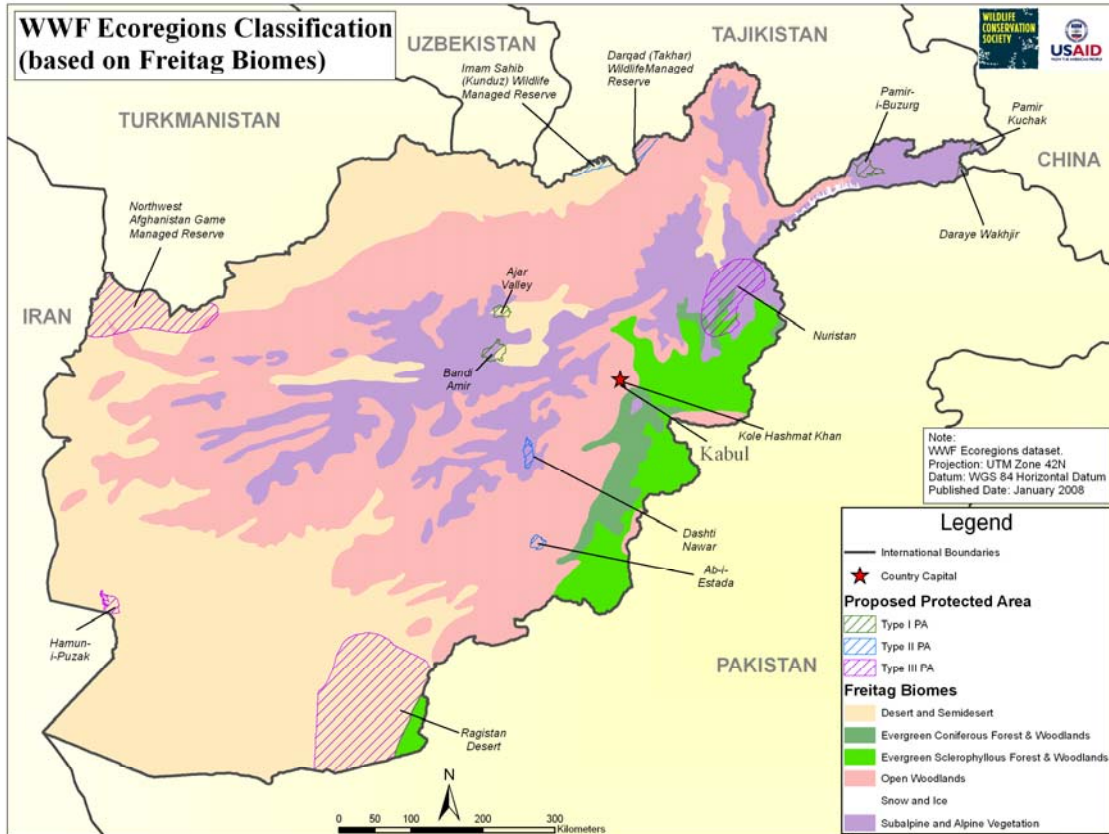 WWF Ecoregions Classification
(based on Freitag Biomes)
UZBEKISTAN
TAJIKISTAN
WILDLIFE
CONSERVATION
SOCIETY
USAID
FROM THE AMERICAN PEOPLE
Imam Sahib
(Kunduz) Wildlife
Managed Reserve
Darqad (Takhar)
WildlifeManaged
Reserve
Pamir-
i-Buzurg
Pamir
Kuchak
TURKMANISTAN
CHINA
Northwest
Afghanistan Game
Managed Reserve
Daraye Wakhjir
Ajar
Valley
IRAN
Nuristan
Bandi
Amir
Kole Hashmat Khan
Kabul
Note:
WWF Ecoregions dataset.
Projection: UTM Zone 42N
Datum: WGS 84 Horizontal Datum
Published Date: January 2008
Dashti
Nawar
Ab-i-
Estada
Hamun-
i-Puzak
PAKISTAN
Ragistan
Desert
Legend
International Boundaries
Country Capital
Proposed Protected Area
Type I PA
Type II PA
Type III PA
Freitag Biomes
Desert and Semidesert
Evergreen Coniferous Forest & Woodlands
Evergreen Sclerophyllous Forest & Woodlands
Open Woodlands
Snow and Ice
Subalpine and Alpine Vegetation
N
0 50 100 200 300
Kilometers